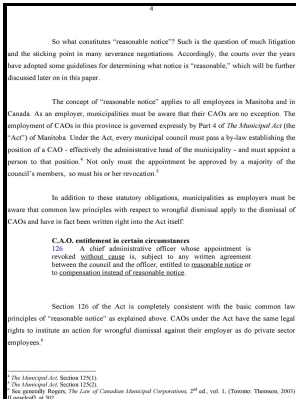 4
So what constitutes “reasonable notice”? Such is the question of much litigation
and the sticking point in many severance negotiations. Accordingly, the courts over the years
have adopted some guidelines for determining what notice is “reasonable,” which will be further
discussed later on in this paper.
The concept of “reasonable notice” applies to all employees in Manitoba and in
Canada. As an employer, municipalities must be aware that their CAOs are no exception. The
employment of CAOs in this province is governed expressly by Part 4 of The Municipal Act (the
“Act”) of Manitoba. Under the Act, every municipal council must pass a by-law establishing the
position of a CAO - effectively the administrative head of the municipality - and must appoint a
person to that position.4 Not only must the appointment be approved by a majority of the
council’s members, so must his or her revocation.5
In addition to these statutory obligations, municipalities as employers must be
aware that common law principles with respect to wrongful dismissal apply to the dismissal of
CAOs and have in fact been written right into the Act itself:
C.A.O. entitlement in certain circumstances
126 A chief administrative officer whose appointment is
revoked without cause is, subject to any written agreement
between the council and the officer, entitled to reasonable notice or
to compensation instead of reasonable notice.
Section 126 of the Act is completely consistent with the basic common law
principles of “reasonable notice” as explained above. CAOs under the Act have the same legal
rights to institute an action for wrongful dismissal against their employer as do private sector
employees.6
4 The Municipal Act, Section 125(1).
5 The Municipal Act, Section 125(2).
6 See generally Rogers, The Law of Canadian Municipal Corporations, 2nd ed., vol. 1, (Toronto: Thomson, 2003)
[Looseleaf], at 302